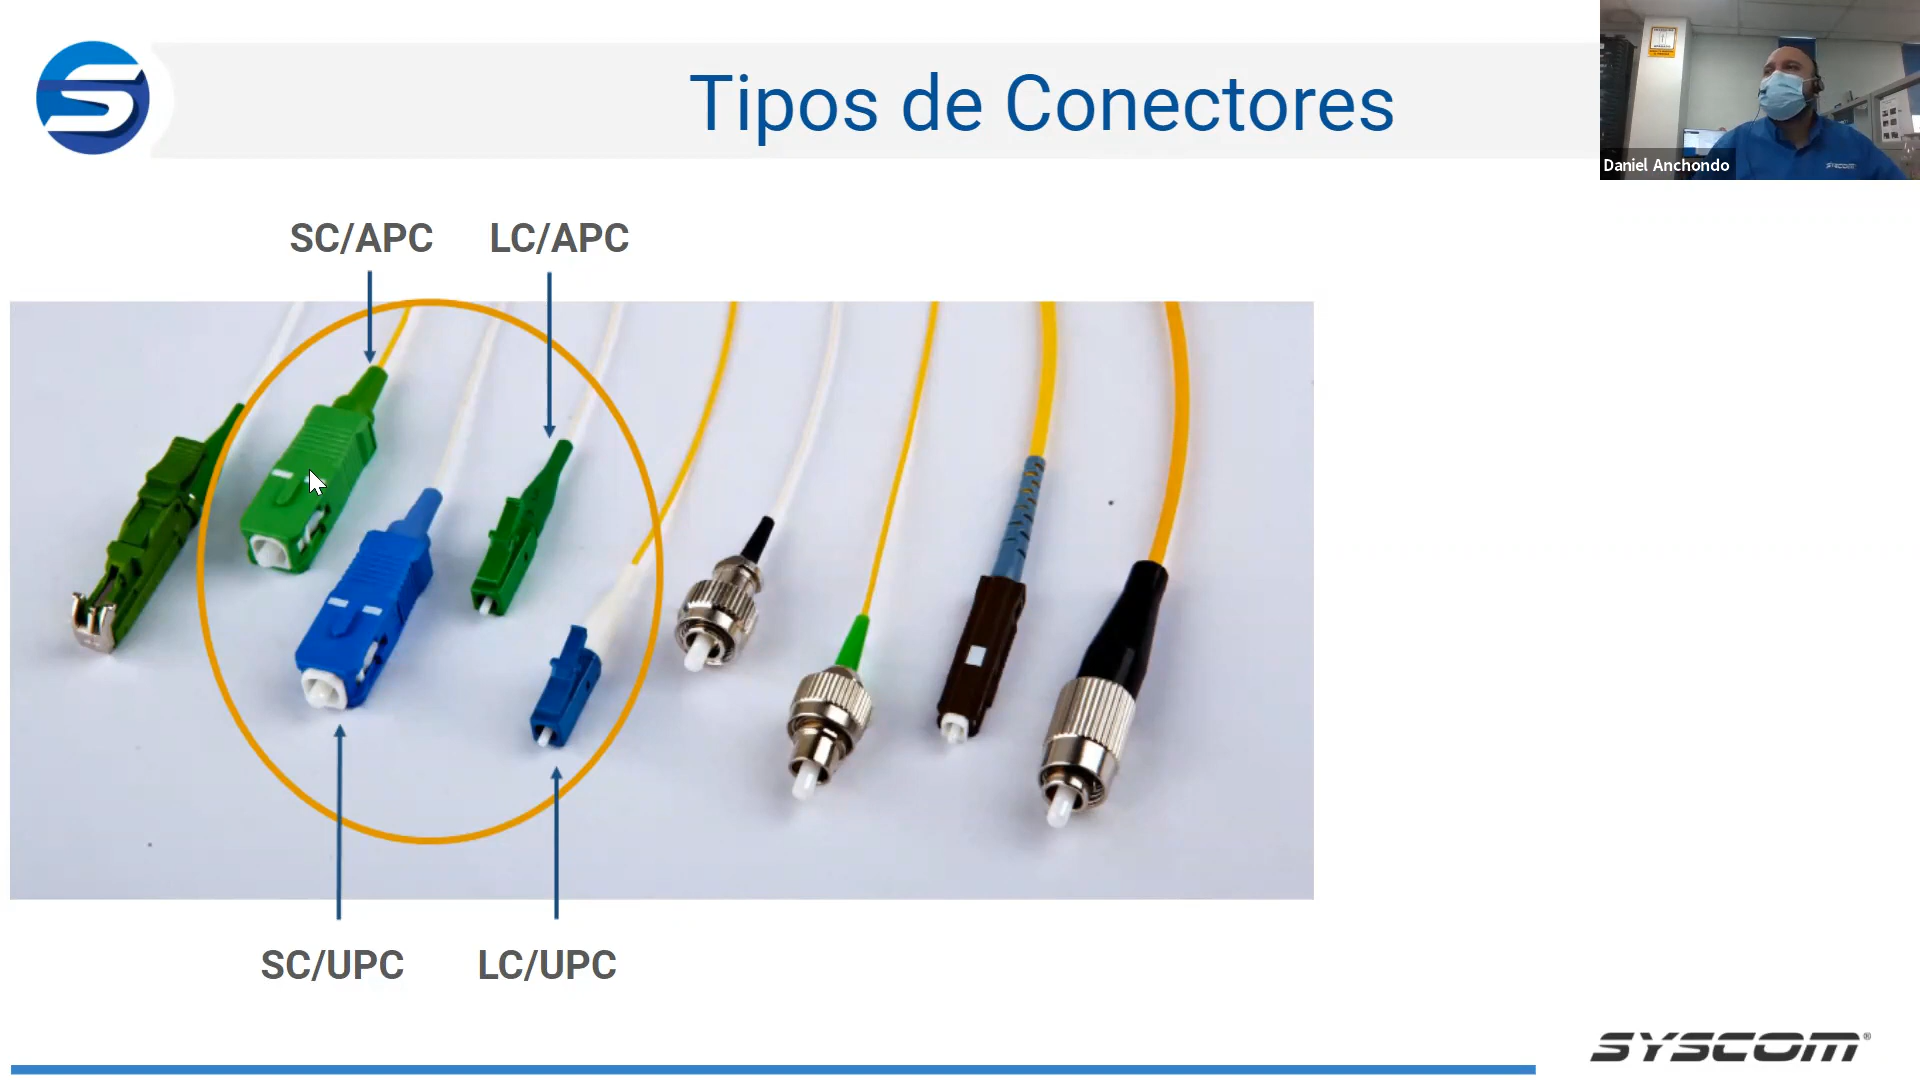 Tipos de Conectores
Daniel Anchondo
SC/APC LC/APC
SC/UPC LC/UPC
SYSCOM®